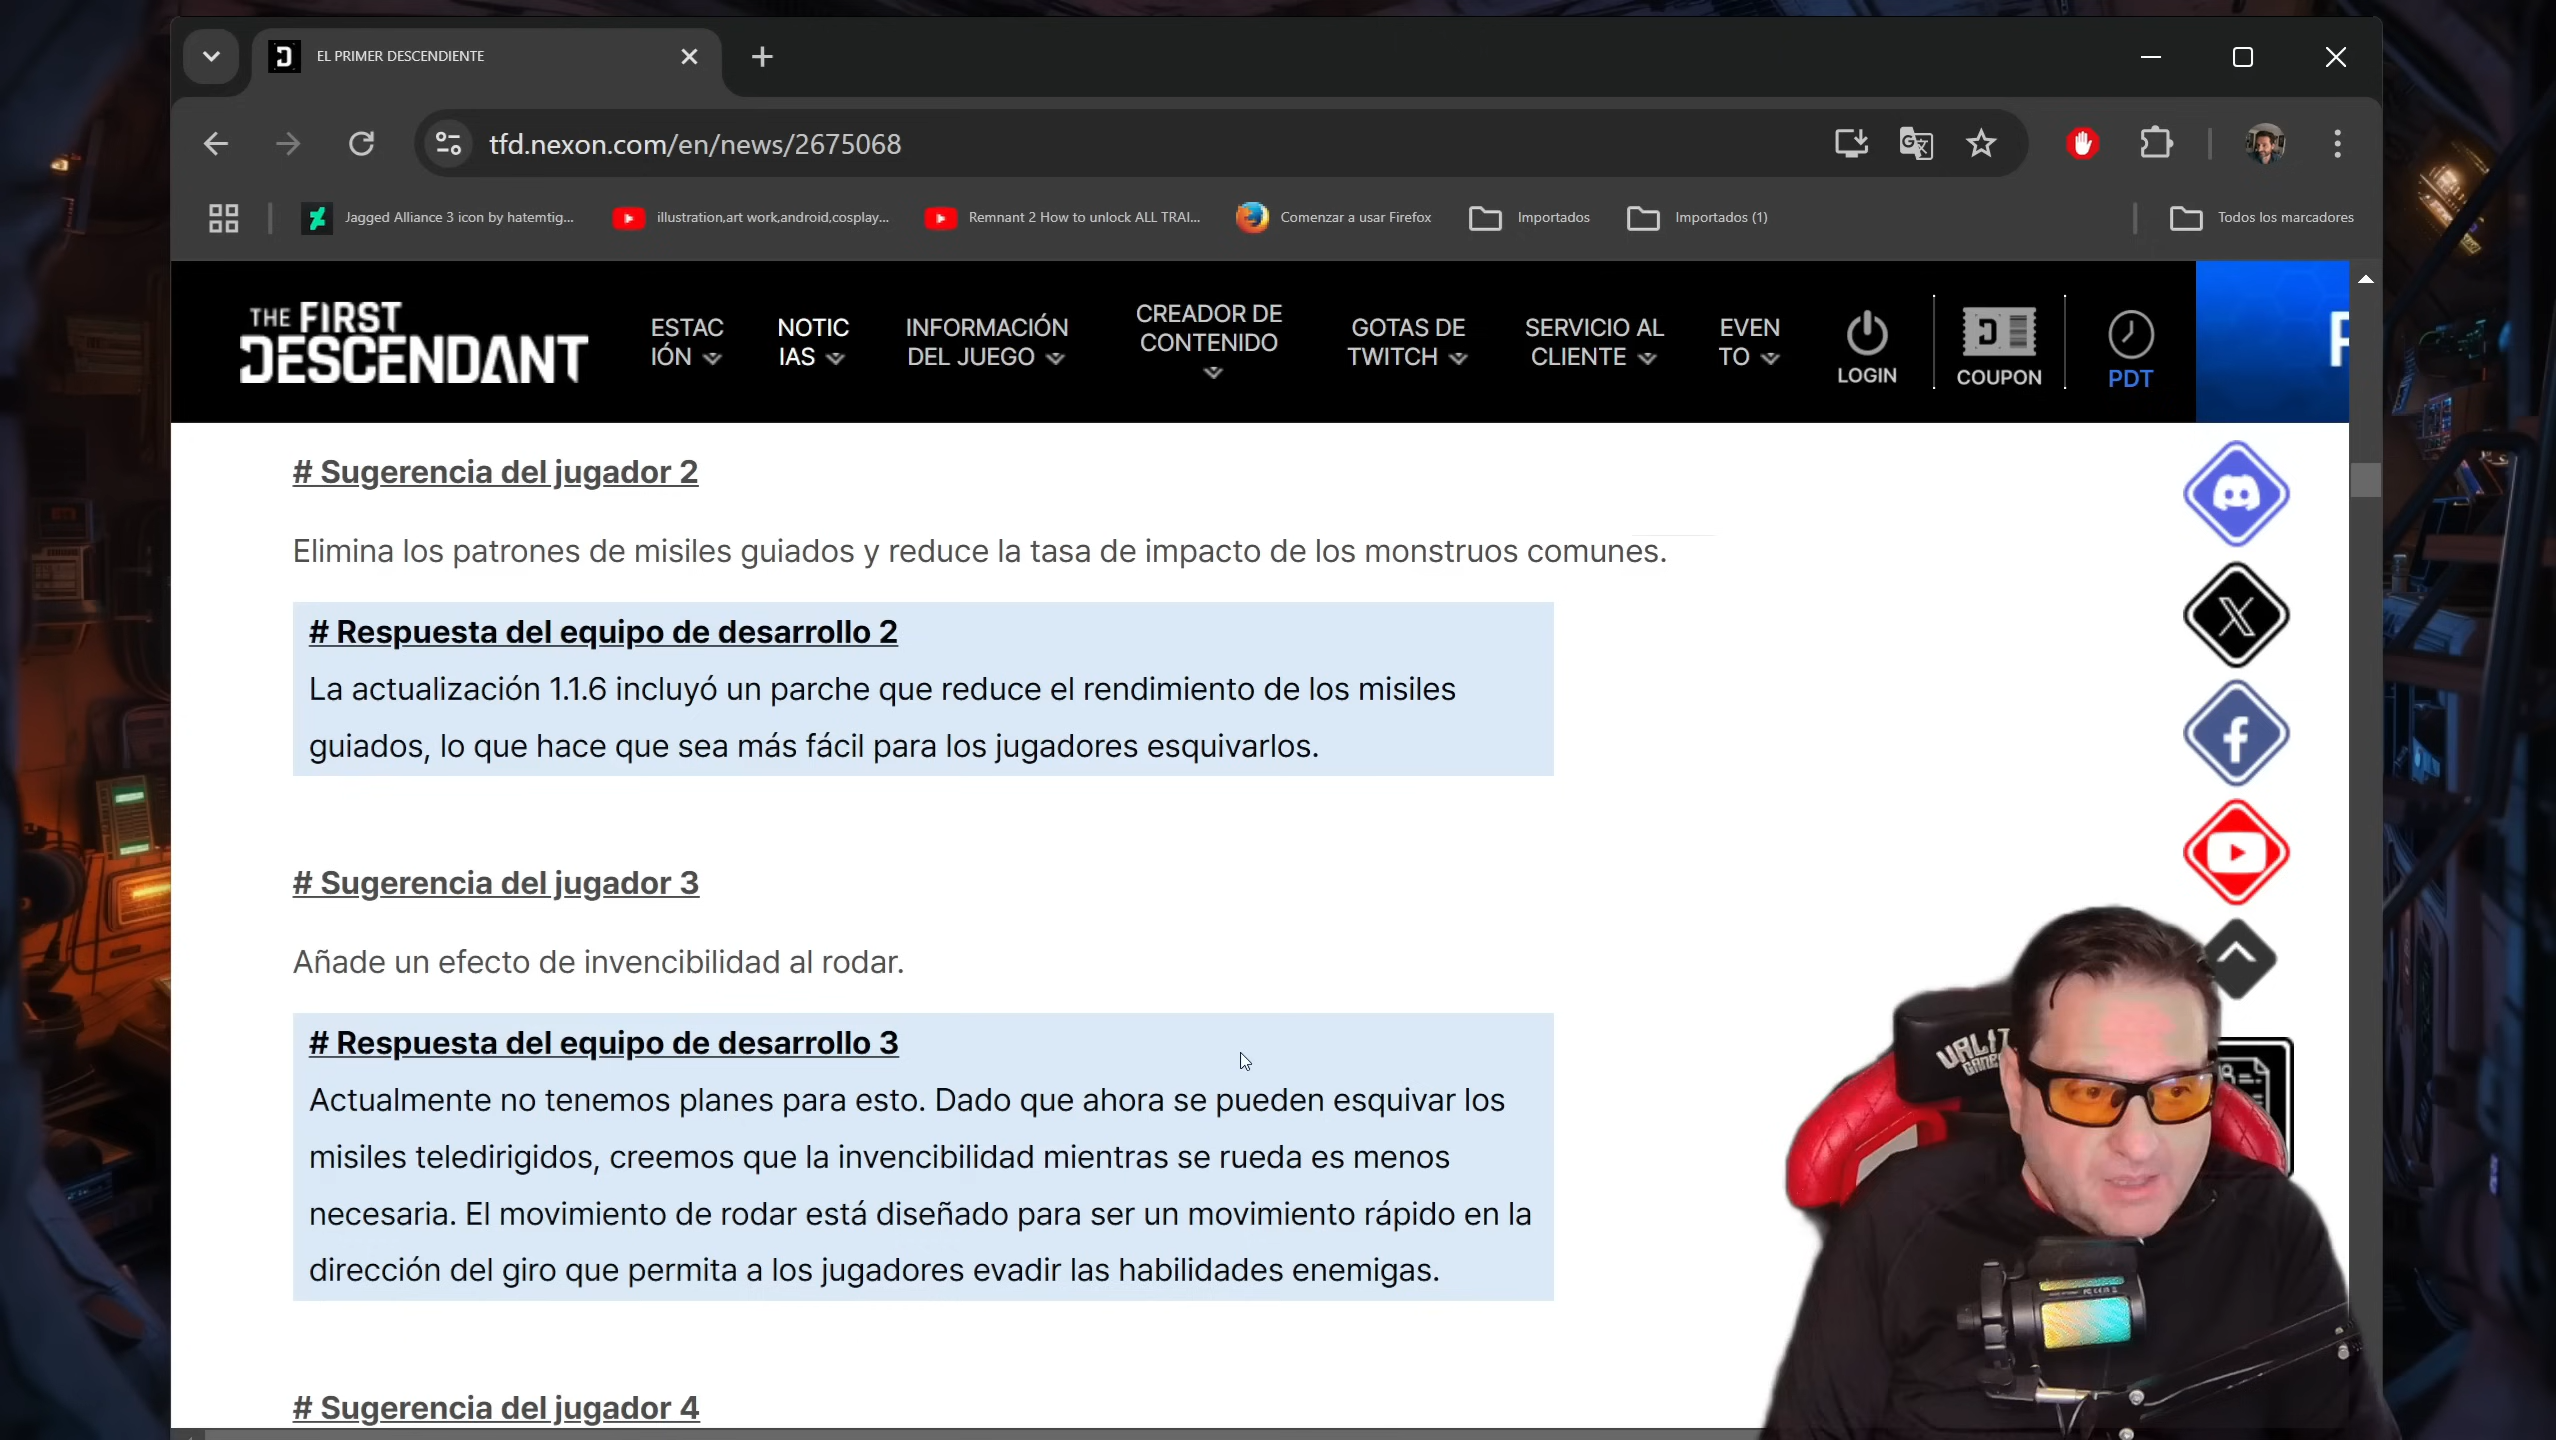 EL PRIMER DESCENDIENTE
tfd.nexon.com/en/news/2675068
Jagged Alliance 3 icon by hatemtig...
illustration,art work,android,cosplay...
Remnant 2 How to unlock ALL TRAI...
Comenzar a usar Firefox
Importados
Importados (1)
Todos los marcadores
THE FIRST
DESCENDANT
ESTAC
IÓN
NOTIC
IAS
INFORMACIÓN
DEL JUEGO
CREADOR DE
CONTENIDO
GOTAS DE
TWITCH
SERVICIO AL
CLIENTE
EVEN
TO
LOGIN
COUPON
PDT
# Sugerencia del jugador 2
Elimina los patrones de misiles guiados y reduce la tasa de impacto de los monstruos comunes.
# Respuesta del equipo de desarrollo 2
La actualización 1.1.6 incluyó un parche que reduce el rendimiento de los misiles
guiados, lo que hace que sea más fácil para los jugadores esquivarlos.
# Sugerencia del jugador 3
Añade un efecto de invencibilidad al rodar.
# Respuesta del equipo de desarrollo 3
Actualmente no tenemos planes para esto. Dado que ahora se pueden esquivar los
misiles teledirigidos, creemos que la invencibilidad mientras se rueda es menos
necesaria. El movimiento de rodar está diseñado para ser un movimiento rápido en la
dirección del giro que permita a los jugadores evadir las habilidades enemigas.
# Sugerencia del jugador 4